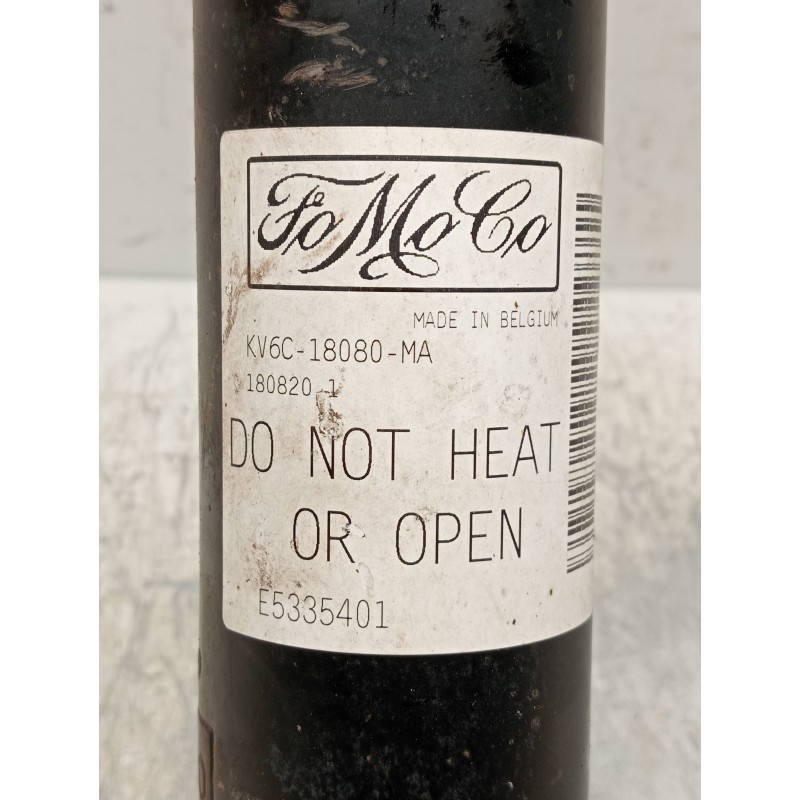 FoMoCo
MADE IN BELGIUM
KV6C-18080-MA
180820 1
DO NOT HEAT
OR OPEN
E5335401